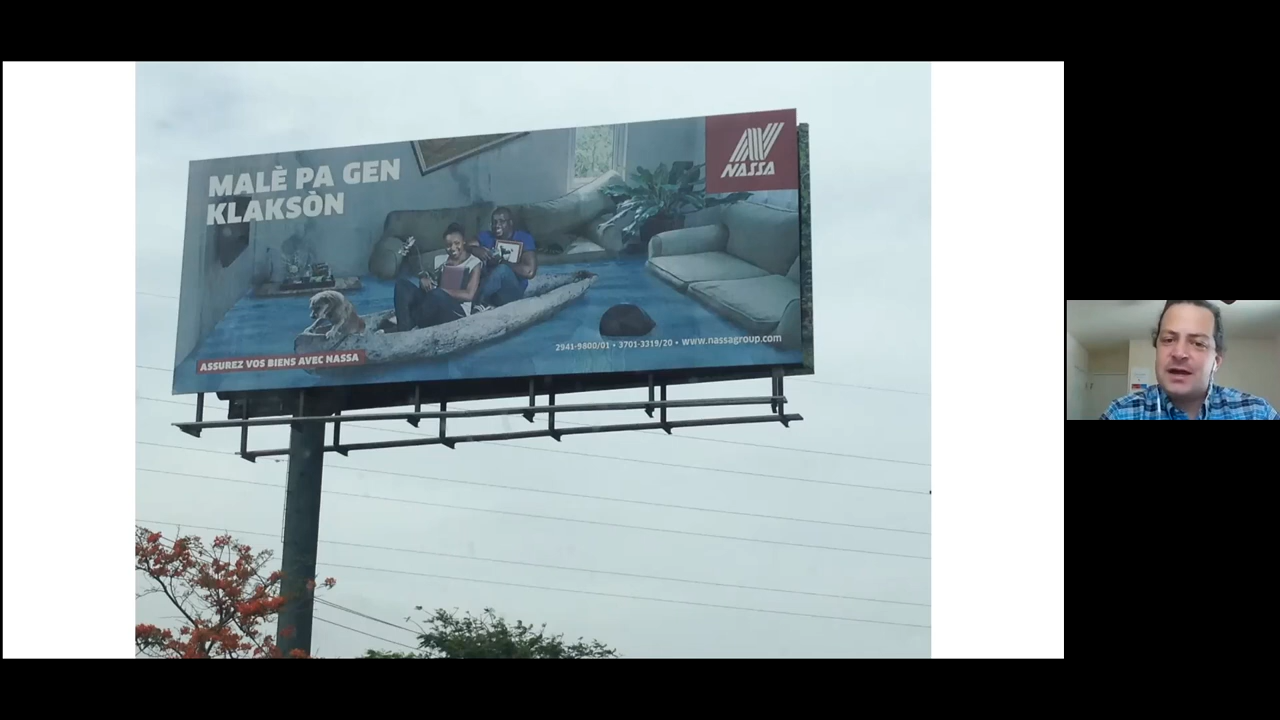 MALÈ PA GEN
KLAKSÒN
NASSA
ASSUREZ VOS BIENS AVEC NASSA
2941-9800/01 • 3701-3319/20 • www.nassagroup.com